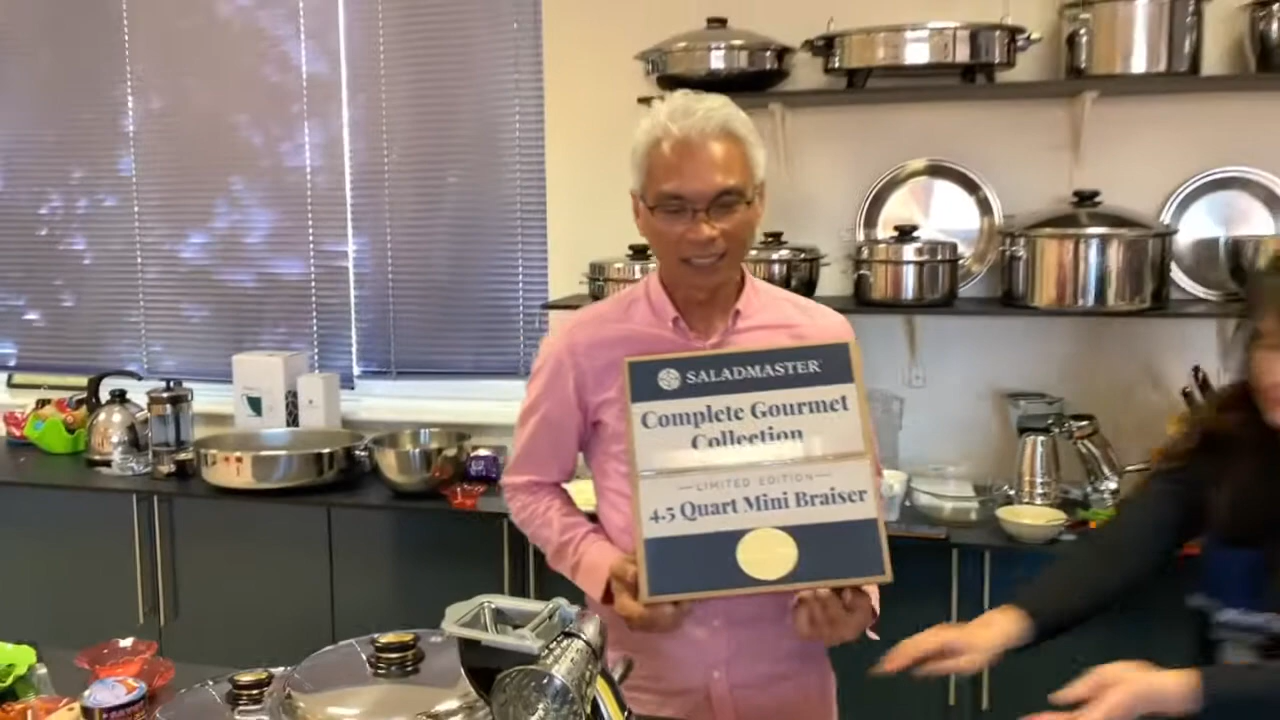 SALADMASTER
Complete Gourmet
Collection
LIMITED EDITION
4.5 Quart Mini Braiser